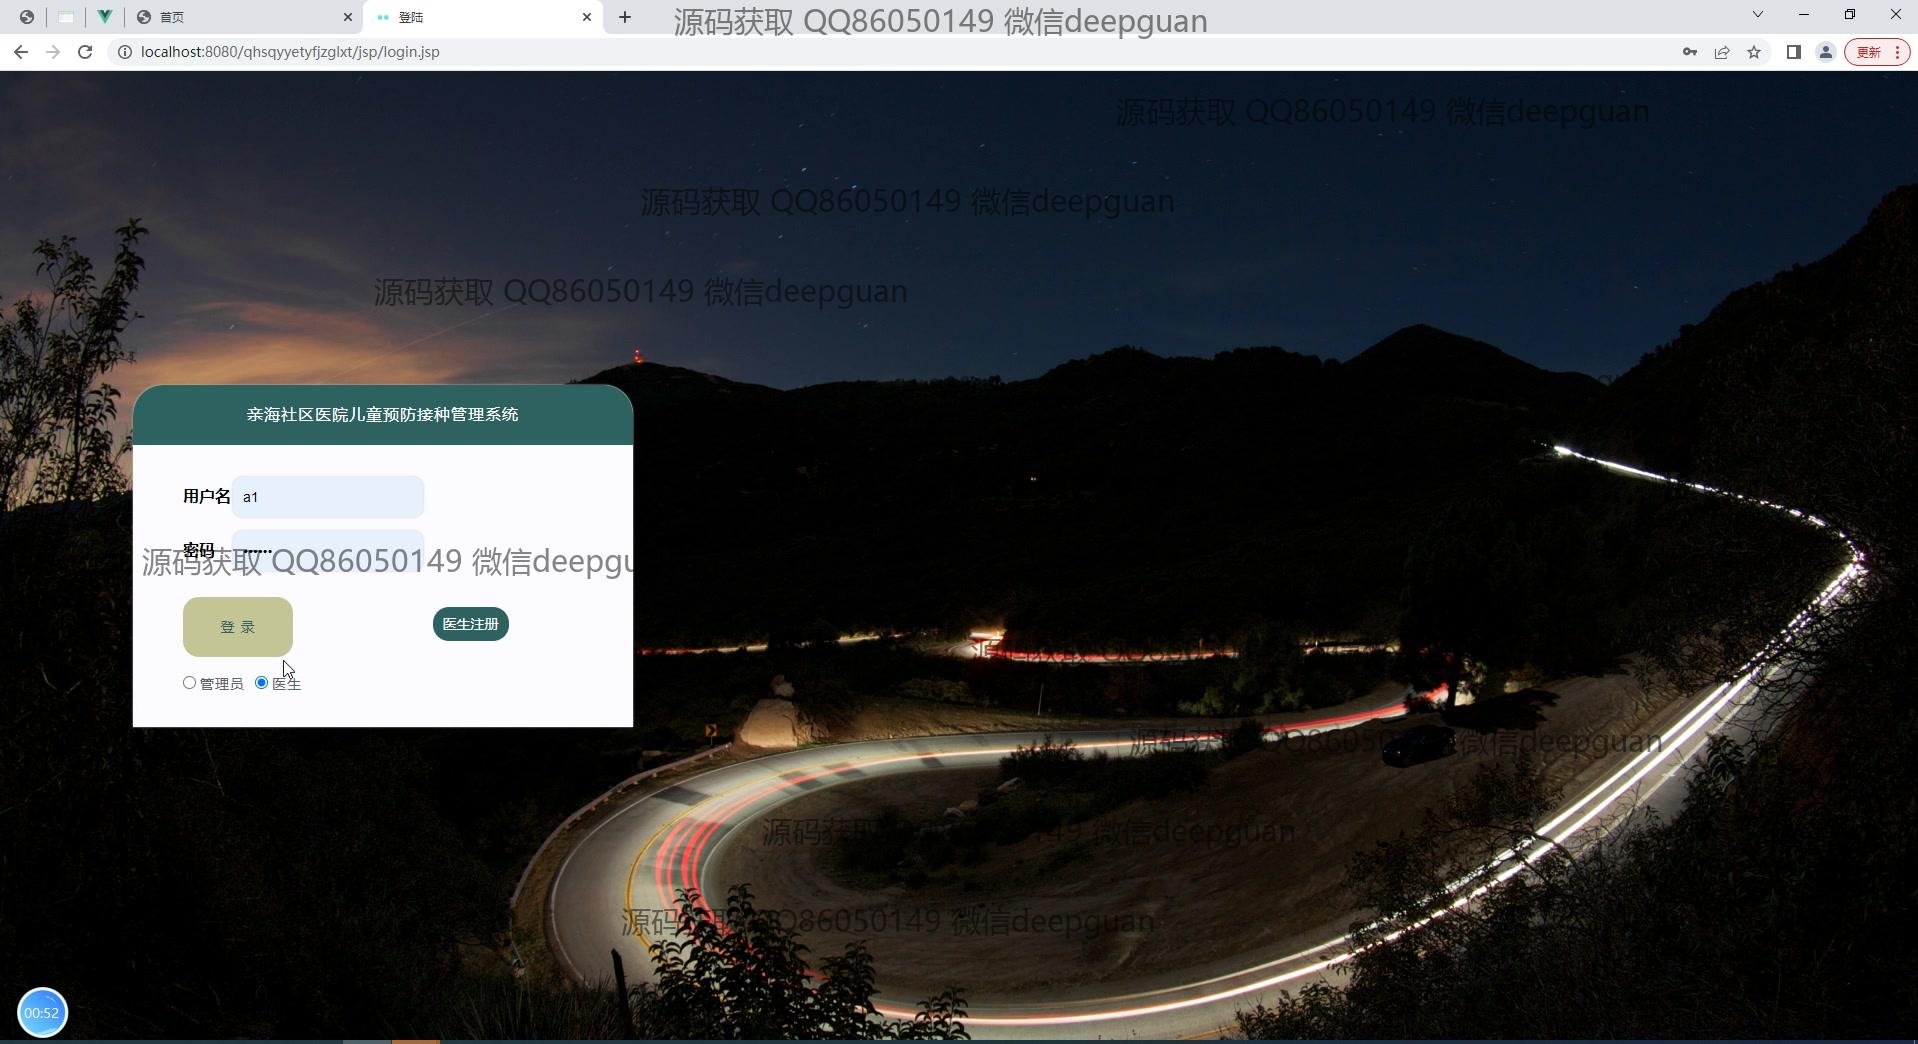 首页
登陆
源码获取 QQ86050149 微信deepguan
localhost:8080/qhsqyyetyfjzglxt/jsp/login.jsp
更新
源码获取 QQ86050149 微信deepguan
源码获取 QQ86050149 微信deepguan
源码获取 QQ86050149 微信deepguan
亲海社区医院儿童预防接种管理系统
用户名 a1
密码 ······
源码获取 QQ86050149 微信deepgu
登 录
医生注册
管理员 医生
源码获取 QQ860501
源码获取 QQ86050149 微信deepguan
源码获取 QQ86050149 微信deepguan
源码获取 QQ86050149 微信deepguan
00:52